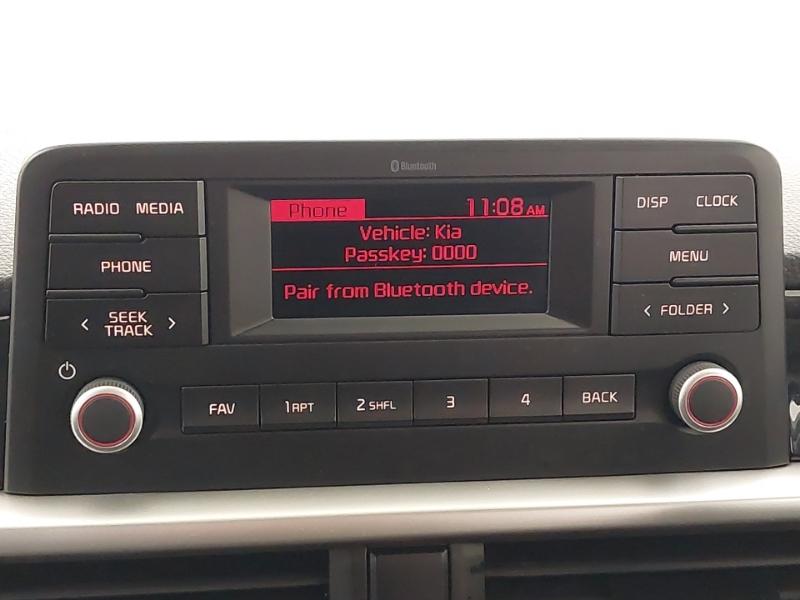 Bluetooth
RADIO MEDIA
PHONE
< SEEK TRACK >
Phone 11:08 AM
Vehicle: Kia
Passkey: 0000
Pair from Bluetooth device.
DISP CLOCK
MENU
< FOLDER >
FAV 1 RPT 2 SHFL 3 4 BACK